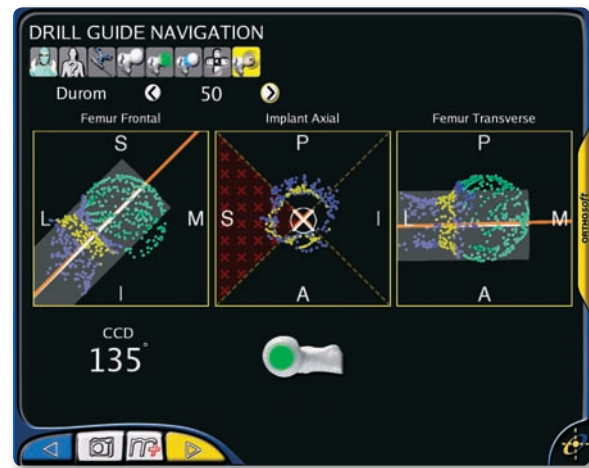 DRILL GUIDE NAVIGATION
Durom 50
Femur Frontal Implant Axial Femur Transverse
S P P
L M S I L M
I A A
CCD
135°
m+
ORTHOSOFT